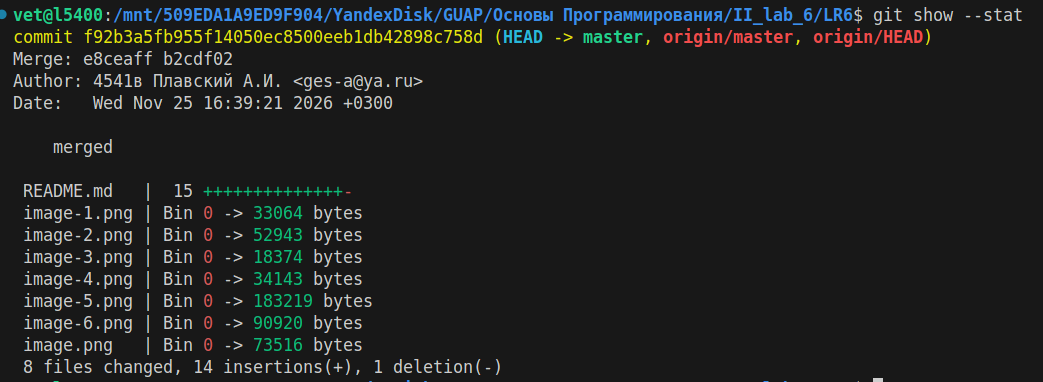 vet@l5400:/mnt/509EDA1A9ED9F904/YandexDisk/GUAP/Основы Программирования/II_lab_6/LR6$ git show --stat
commit f92b3a5fb955f14050ec8500eeb1db42898c758d (HEAD -> master, origin/master, origin/HEAD)
Merge: e8ceaff b2cdf02
Author: 4541в Плавский А.И. <ges-a@ya.ru>
Date:   Wed Nov 25 16:39:21 2026 +0300
merged
README.md   |  15 ++++++++++++++-
image-1.png | Bin 0 -> 33064 bytes
image-2.png | Bin 0 -> 52943 bytes
image-3.png | Bin 0 -> 18374 bytes
image-4.png | Bin 0 -> 34143 bytes
image-5.png | Bin 0 -> 183219 bytes
image-6.png | Bin 0 -> 90920 bytes
image.png   | Bin 0 -> 73516 bytes
8 files changed, 14 insertions(+), 1 deletion(-)